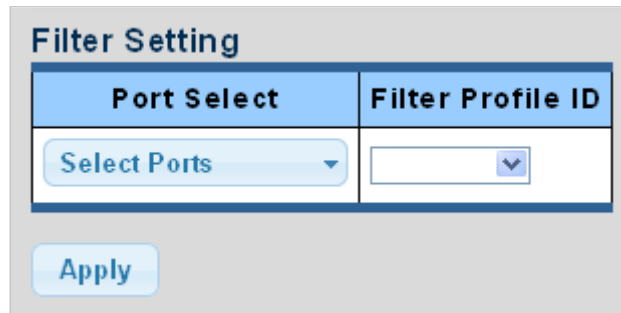 Filter Setting
Port Select Filter Profile ID
Select Ports
Apply